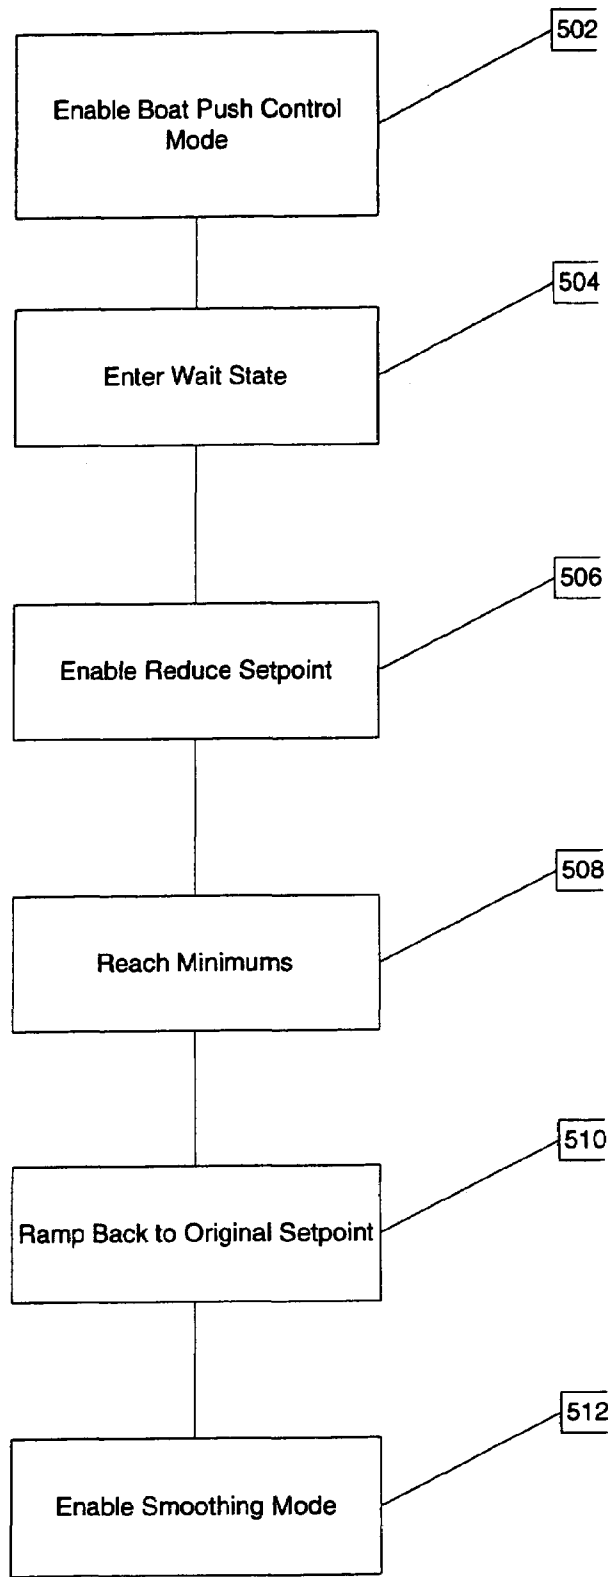 502
Enable Boat Push Control
Mode
504
Enter Wait State
506
Enable Reduce Setpoint
508
Reach Minimums
510
Ramp Back to Original Setpoint
512
Enable Smoothing Mode